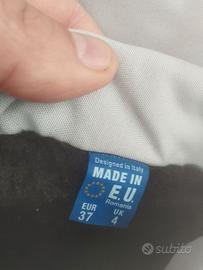 Designed in Italy
MADE IN
E.U.
Romania
EUR UK
37 4
subito